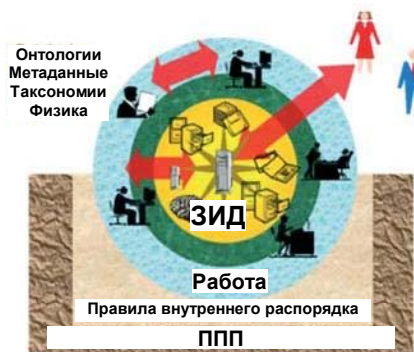 Онтологии
Метаданные
Таксономии
Физика
ЗИД
Работа
Правила внутреннего распорядка
ППП